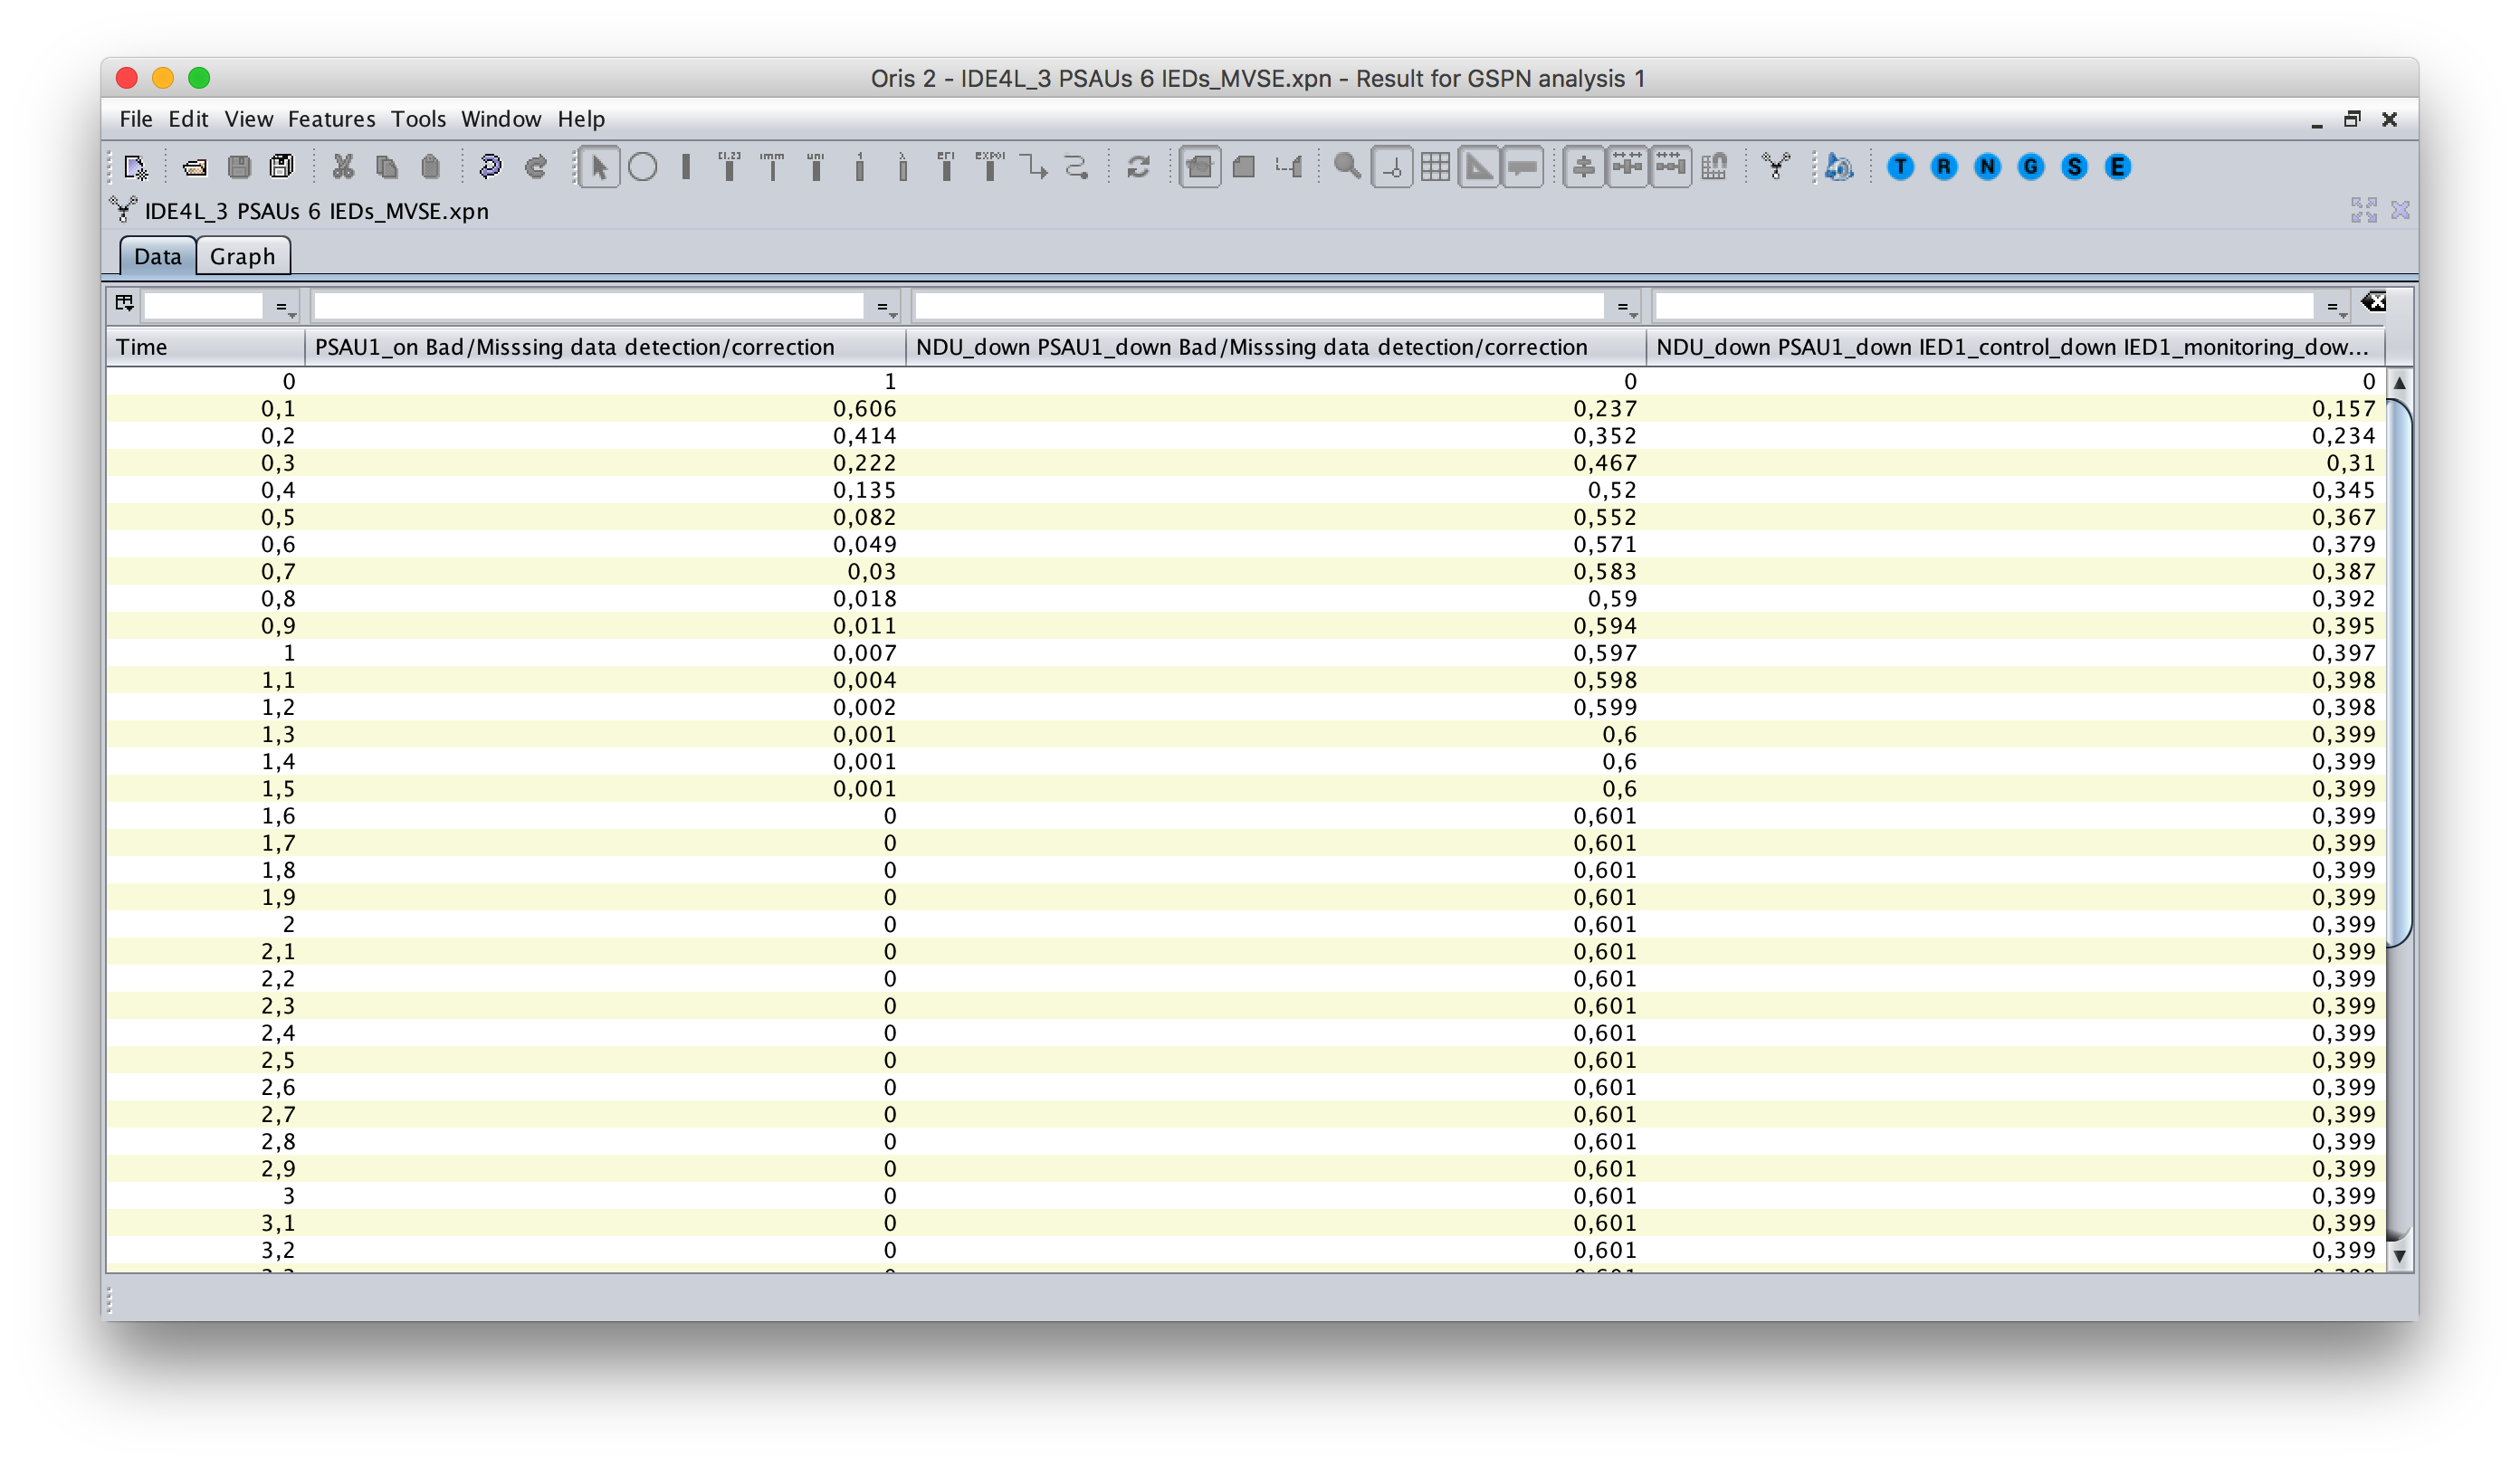 Oris 2 - IDE4L_3 PSAUs 6 IEDs_MVSE.xpn - Result for GSPN analysis 1
File Edit View Features Tools Window Help
[1,2] imm uni 1 λ EXPOL T R N G S E
IDE4L_3 PSAUs 6 IEDs_MVSE.xpn
Data Graph
= = = =
Time PSAU1_on Bad/Misssing data detection/correction NDU_down PSAU1_down Bad/Misssing data detection/correction NDU_down PSAU1_down IED1_control_down IED1_monitoring_dow...
0 1 0 0
0,1 0,606 0,237 0,157
0,2 0,414 0,352 0,234
0,3 0,222 0,467 0,31
0,4 0,135 0,52 0,345
0,5 0,082 0,552 0,367
0,6 0,049 0,571 0,379
0,7 0,03 0,583 0,387
0,8 0,018 0,59 0,392
0,9 0,011 0,594 0,395
1 0,007 0,597 0,397
1,1 0,004 0,598 0,398
1,2 0,002 0,599 0,398
1,3 0,001 0,6 0,399
1,4 0,001 0,6 0,399
1,5 0,001 0,6 0,399
1,6 0 0,601 0,399
1,7 0 0,601 0,399
1,8 0 0,601 0,399
1,9 0 0,601 0,399
2 0 0,601 0,399
2,1 0 0,601 0,399
2,2 0 0,601 0,399
2,3 0 0,601 0,399
2,4 0 0,601 0,399
2,5 0 0,601 0,399
2,6 0 0,601 0,399
2,7 0 0,601 0,399
2,8 0 0,601 0,399
2,9 0 0,601 0,399
3 0 0,601 0,399
3,1 0 0,601 0,399
3,2 0 0,601 0,399